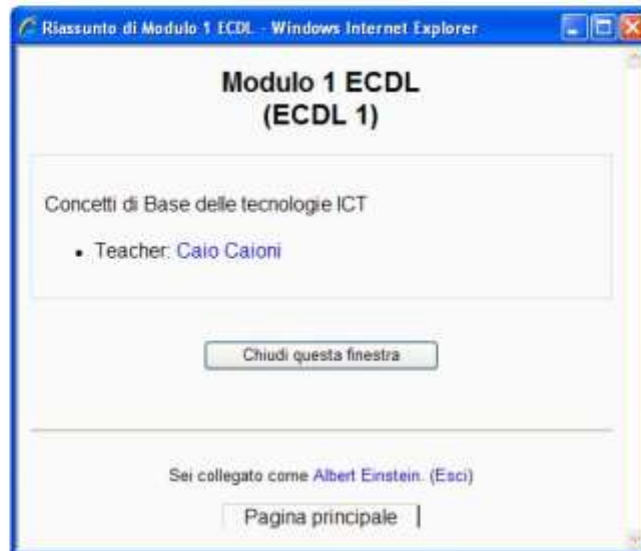 Riassunto di Modulo 1 ECDL - Windows Internet Explorer
Modulo 1 ECDL
(ECDL 1)
Concetti di Base delle tecnologie ICT
• Teacher: Caio Caioni
Chiudi questa finestra
Sei collegato come Albert Einstein. (Esci)
Pagina principale